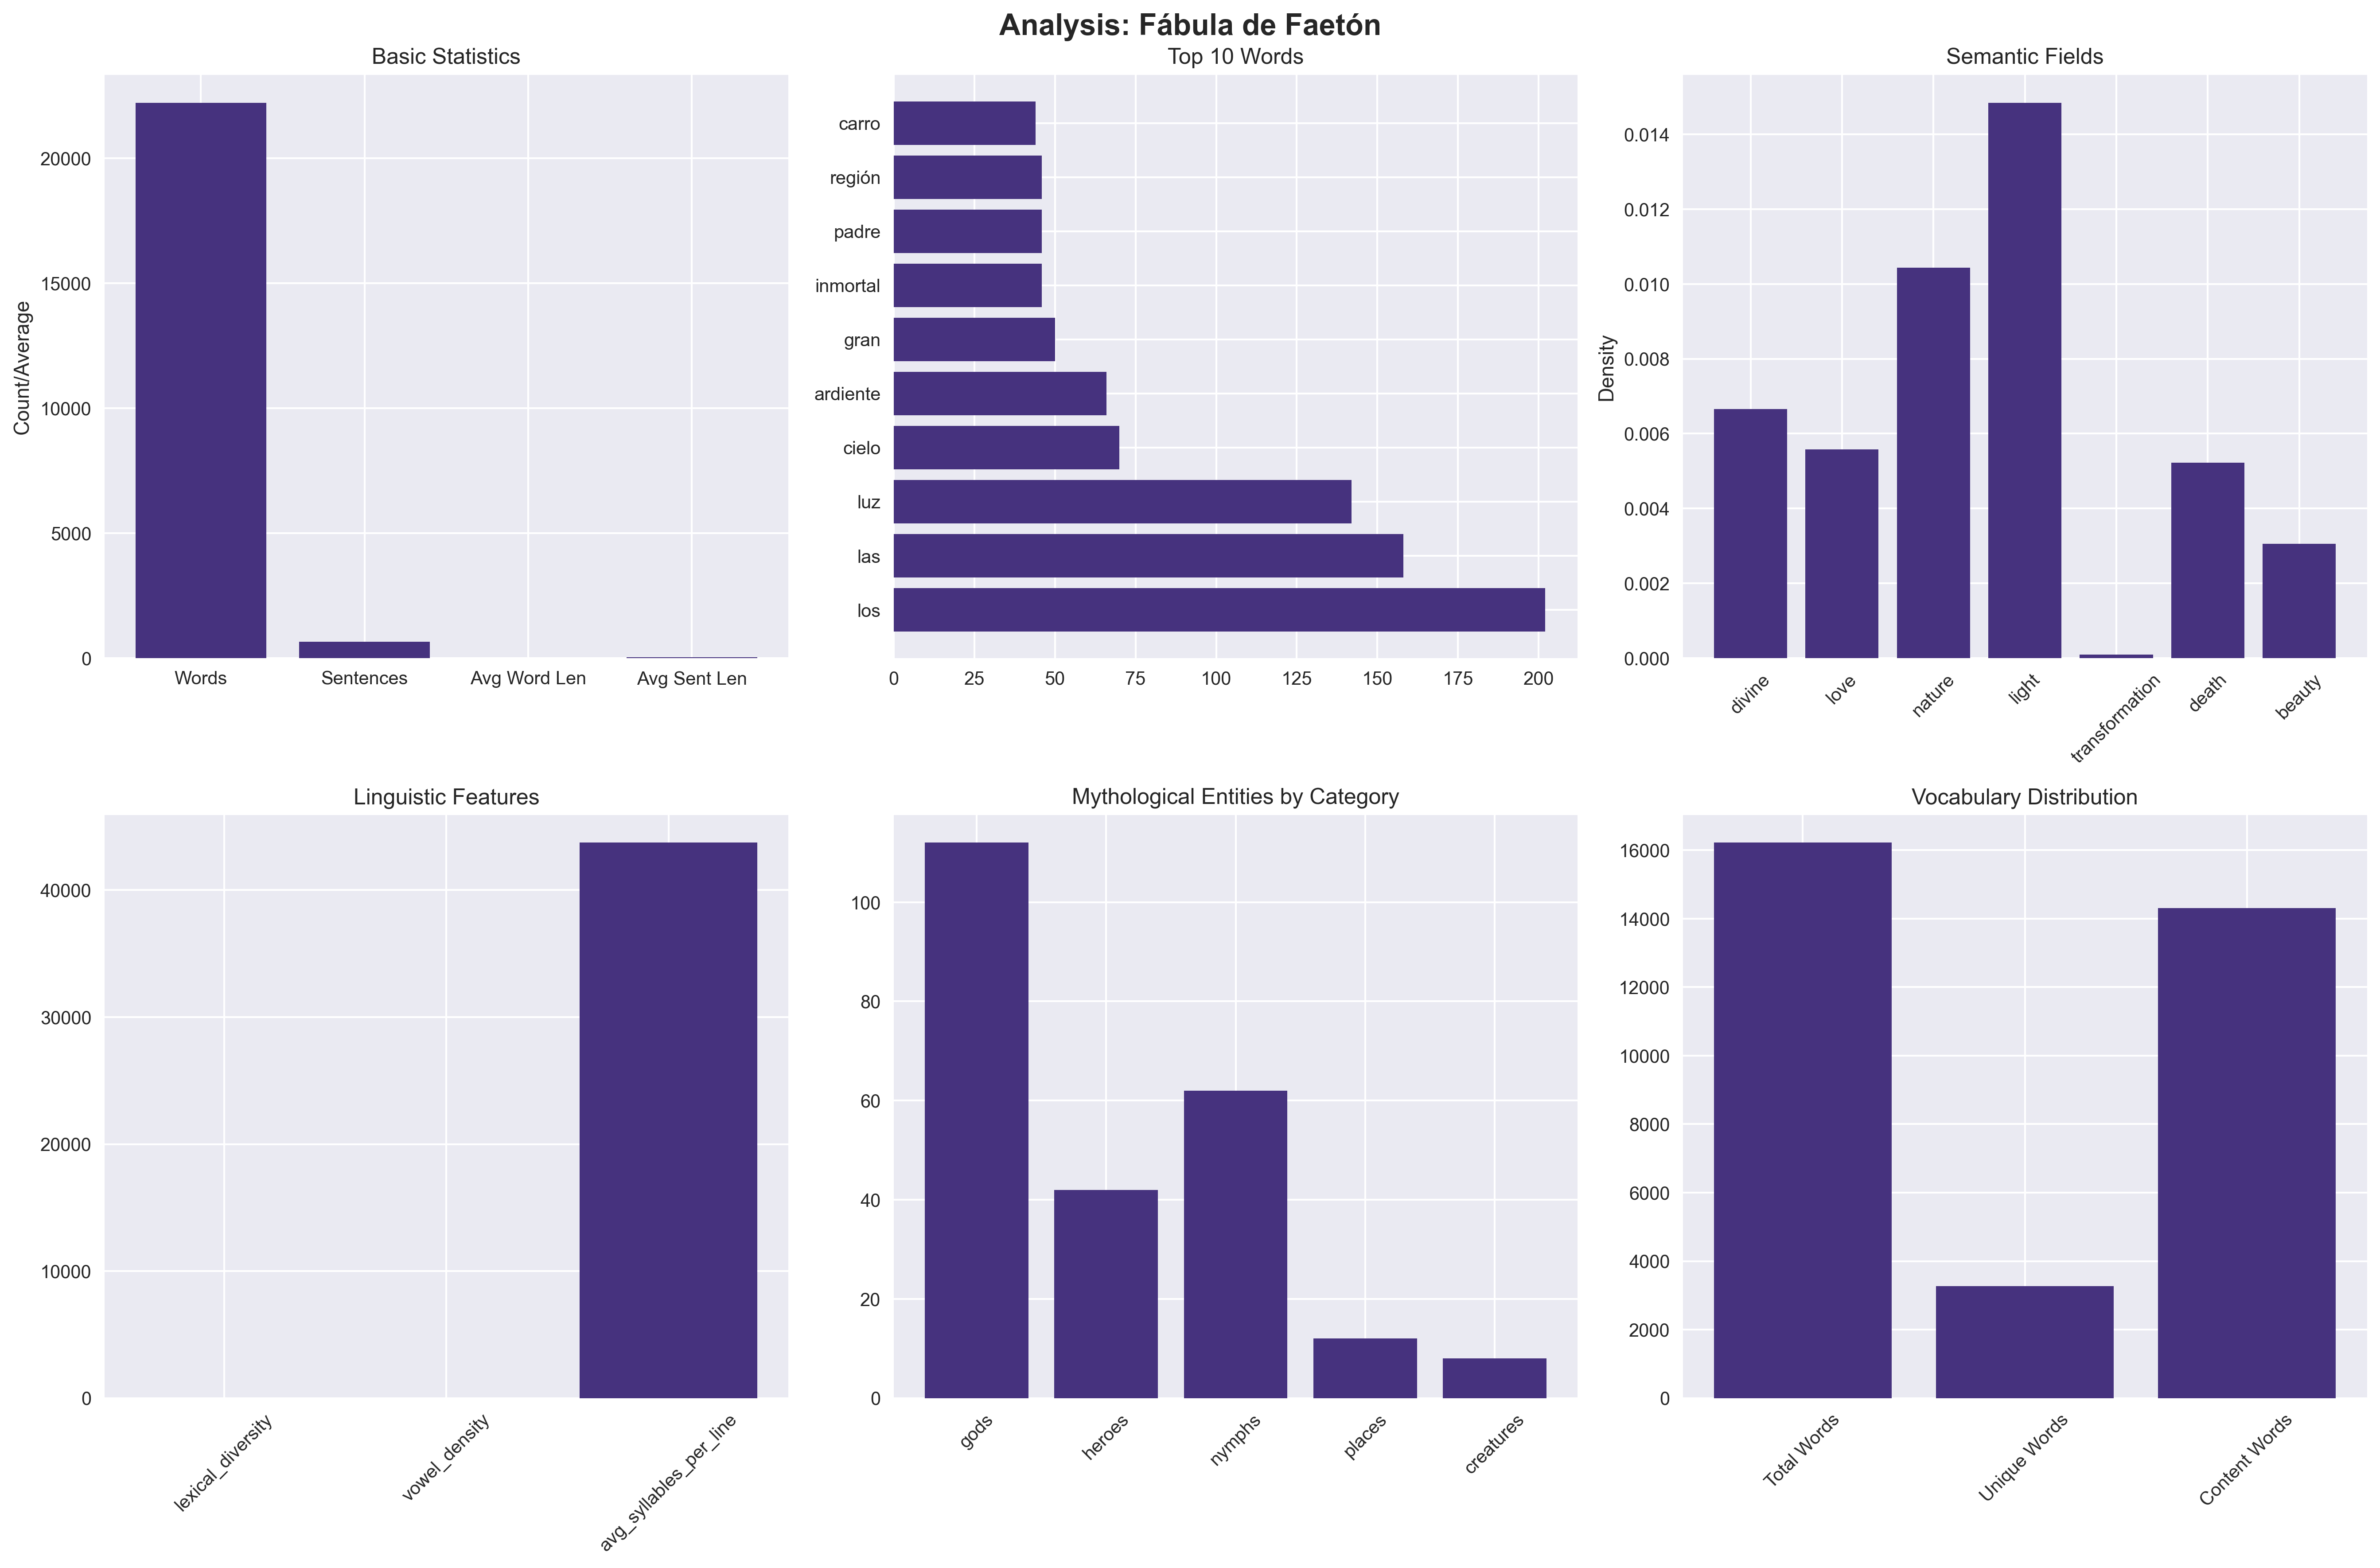 Analysis: Fábula de Faetón
Basic Statistics
Count/Average
20000
15000
10000
5000
0
Words
Sentences
Avg Word Len
Avg Sent Len
Top 10 Words
carro
región
padre
inmortal
gran
ardiente
cielo
luz
las
los
0
25
50
75
100
125
150
175
200
Semantic Fields
Density
0.014
0.012
0.010
0.008
0.006
0.004
0.002
0.000
divine
love
nature
light
transformation
death
beauty
Linguistic Features
40000
30000
20000
10000
0
lexical_diversity
vowel_density
avg_syllables_per_line
Mythological Entities by Category
100
80
60
40
20
0
gods
heroes
nymphs
places
creatures
Vocabulary Distribution
16000
14000
12000
10000
8000
6000
4000
2000
0
Total Words
Unique Words
Content Words